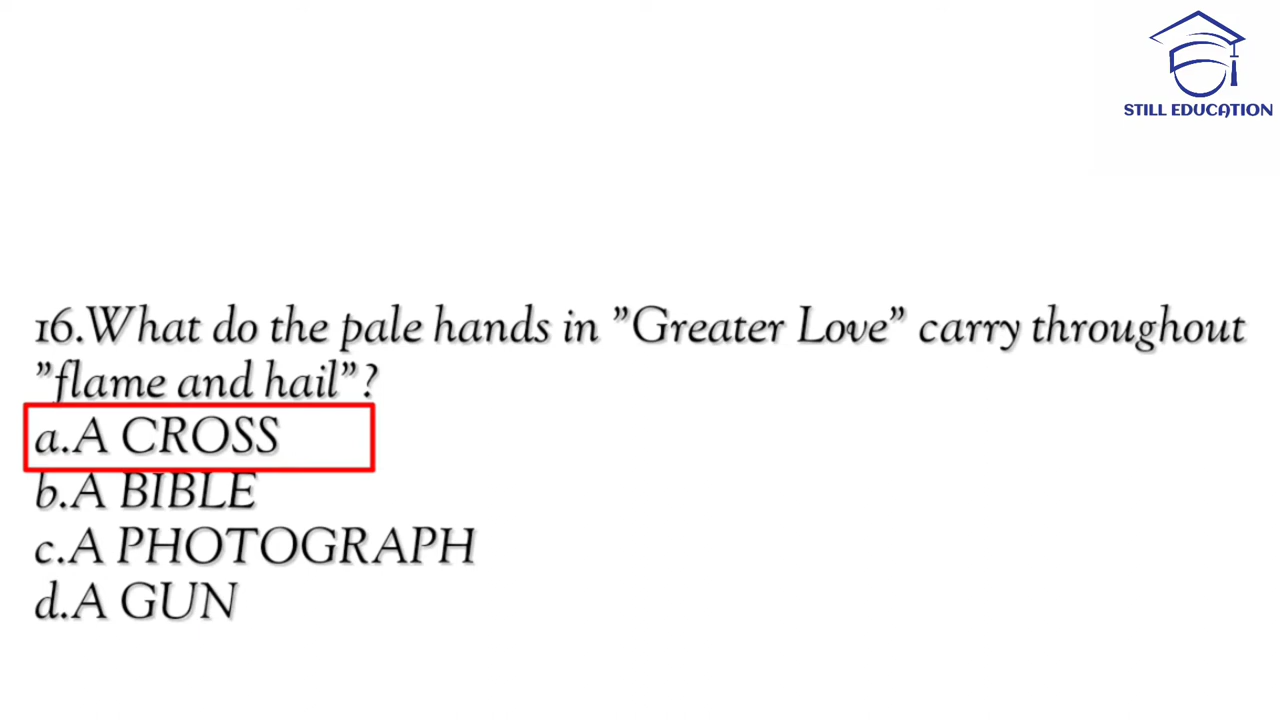 STILL EDUCATION
16.What do the pale hands in "Greater Love" carry throughout
"flame and hail"?
a.A CROSS
b.A BIBLE
c.A PHOTOGRAPH
d.A GUN